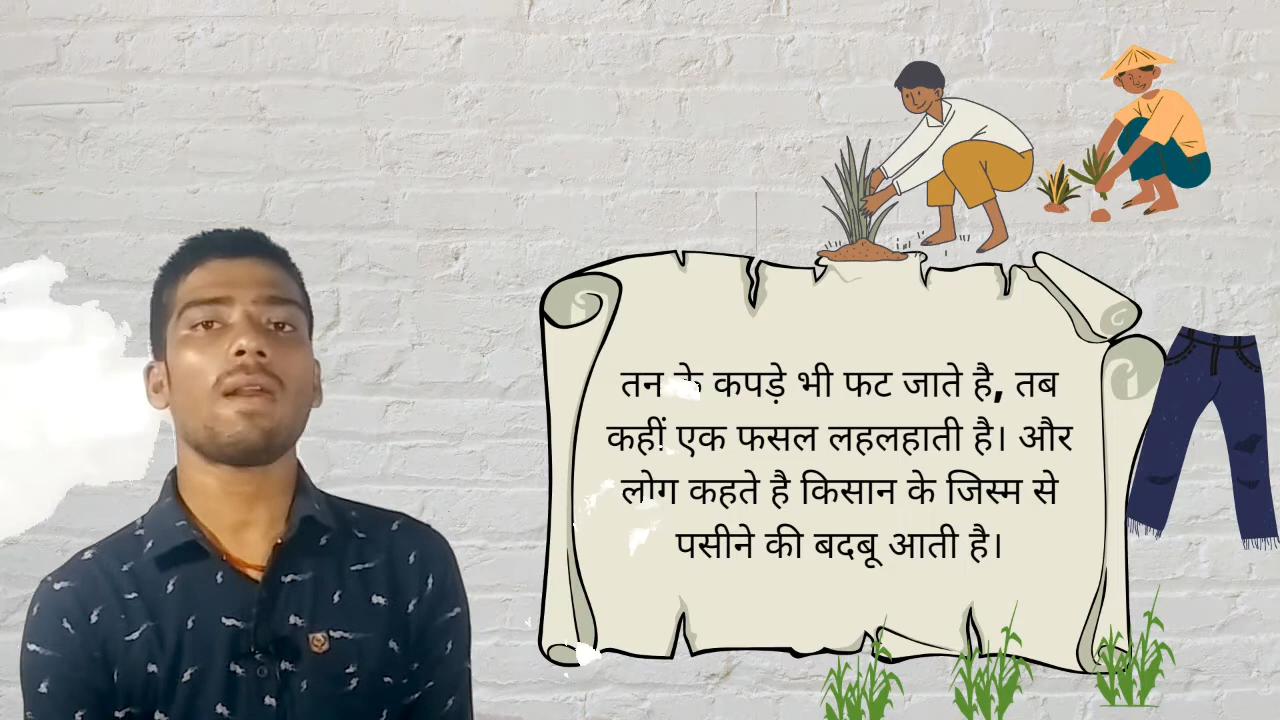 तन के कपड़े भी फट जाते है, तब
कहीं एक फसल लहलहाती है। और
लोग कहते है किसान के जिस्म से
पसीने की बदबू आती है।